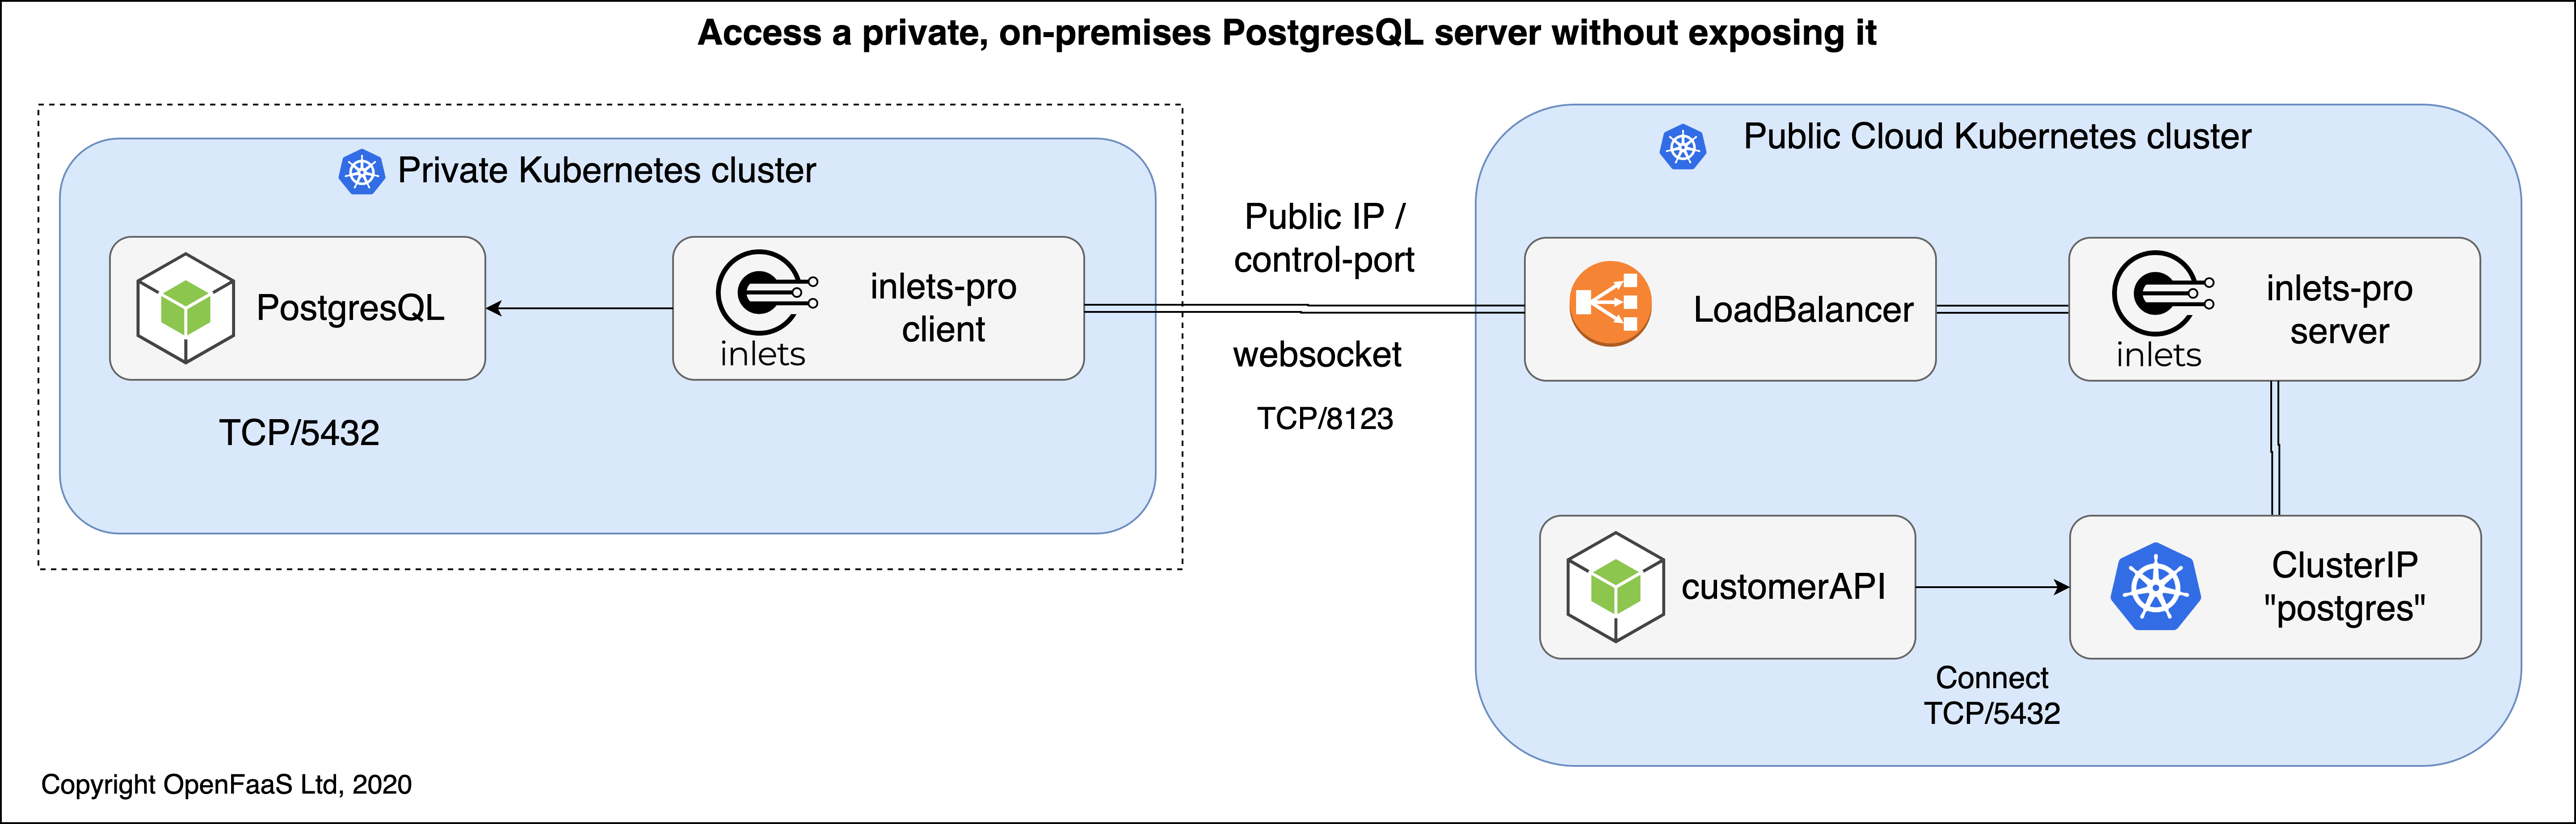 Access a private, on-premises PostgresQL server without exposing it
Private Kubernetes cluster
PostgresQL
inlets
inlets-pro
client
TCP/5432
Public IP /
control-port
websocket
TCP/8123
Public Cloud Kubernetes cluster
LoadBalancer
inlets
inlets-pro
server
customerAPI
ClusterIP
"postgres"
Connect
TCP/5432
Copyright OpenFaaS Ltd, 2020